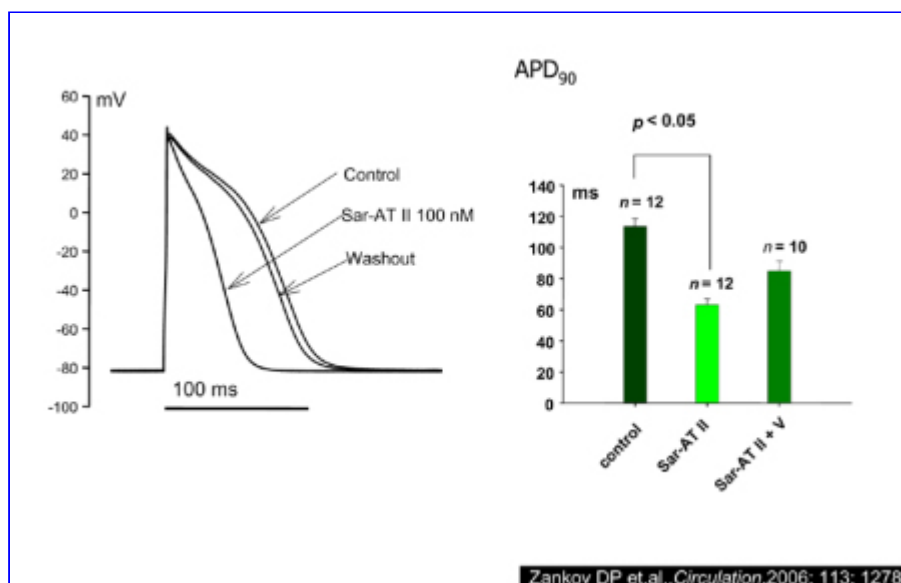 mV
60
40
20
0
-20
-40
-60
-80
-100
Control
Sar-AT II 100 nM
Washout
100 ms
APD90
p < 0.05
ms
140
120
100
80
60
40
20
0
n = 12
n = 12
n = 10
control
Sar-AT II
Sar-AT II + V
Zankov DP et al. Circulation 2006; 113: 1278